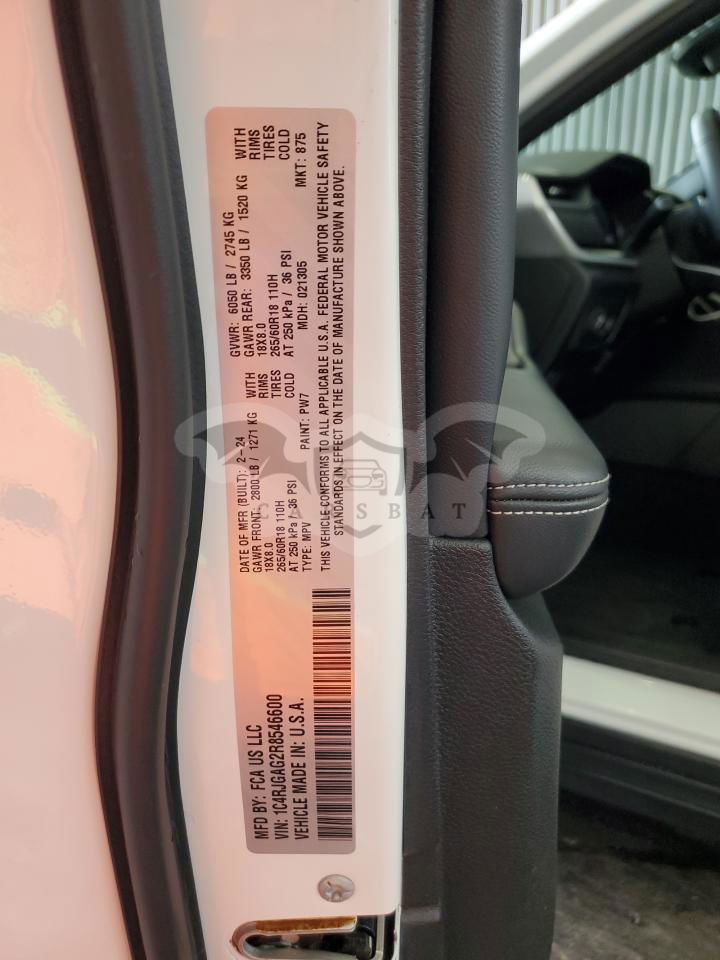 MFD BY: FCA US LLC
VIN: 1C4RJGAG2R8546600
VEHICLE MADE IN: U.S.A.
DATE OF MFR (BUILT): 2-24 GVWR: 6050 LB / 2745 KG
GAWR FRONT: 2800 LB / 1271 KG WITH GAWR REAR: 3350 LB / 1520 KG WITH
18X8.0 RIMS 18X8.0 RIMS
265/60R18 110H TIRES 265/60R18 110H TIRES
AT 250 kPa / 36 PSI COLD AT 250 kPa / 36 PSI COLD
TYPE: MPV PAINT: PW7 MDH: 021305 MKT: 875
THIS VEHICLE CONFORMS TO ALL APPLICABLE U.S.A. FEDERAL MOTOR VEHICLE SAFETY
STANDARDS IN EFFECT ON THE DATE OF MANUFACTURE SHOWN ABOVE.
CARSBAT